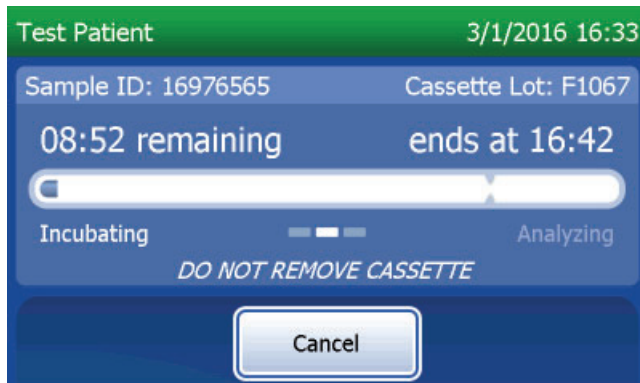 Test Patient 3/1/2016 16:33
Sample ID: 16976565 Cassette Lot: F1067
08:52 remaining ends at 16:42
Incubating Analyzing
DO NOT REMOVE CASSETTE
Cancel